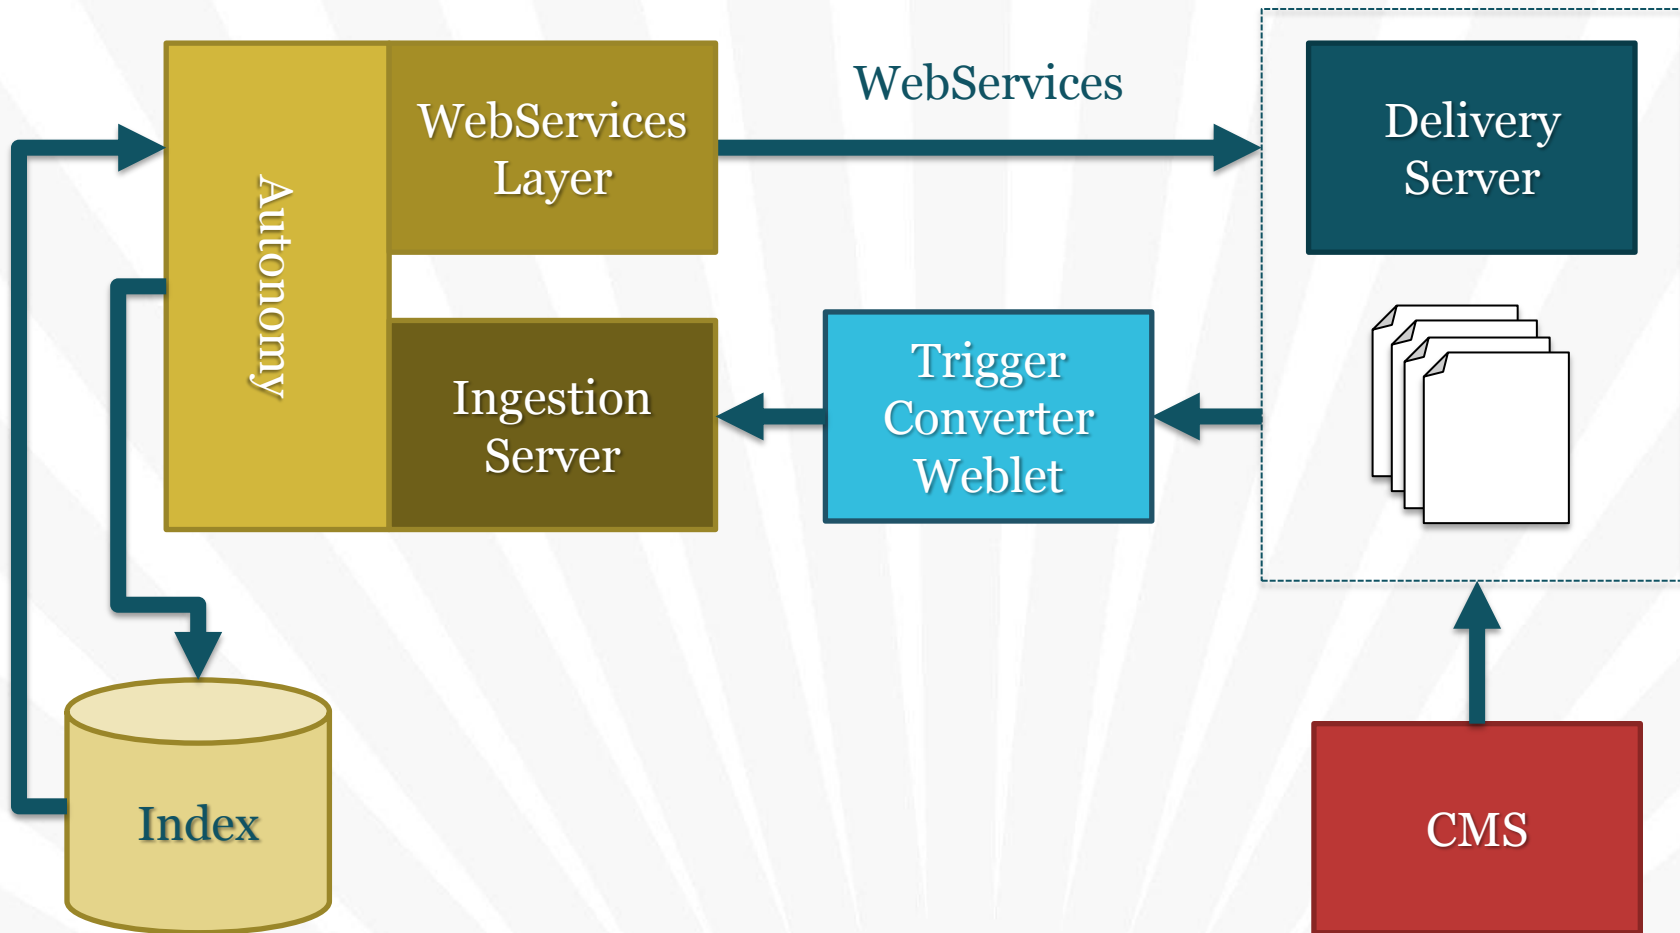 WebServices
Layer
WebServices
Delivery
Server
Autonomy
Ingestion
Server
Trigger
Converter
Weblet
Index
CMS